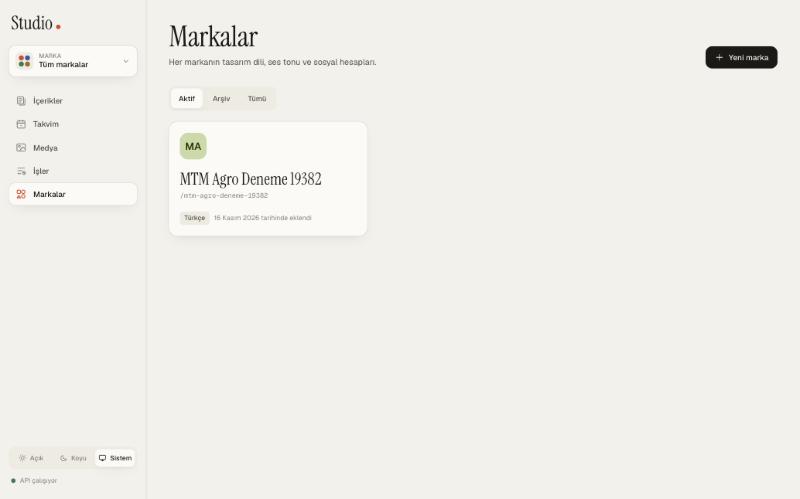 Studio
MARKA
Tüm markalar
İçerikler
Takvim
Medya
İşler
Markalar
Açık
Koyu
Sistem
API çalışıyor
Markalar
Her markanın tasarım dili, ses tonu ve sosyal hesapları.
Yeni marka
Aktif
Arşiv
Tümü
MA
MTM Agro Deneme 19382
/mtm-agro-deneme-19382
Türkçe
16 Kasım 2026 tarihinde eklendi